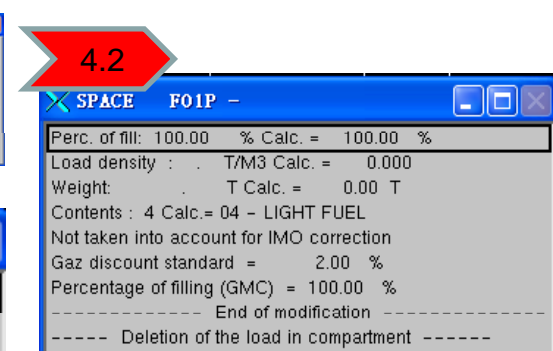 4.2
SPACE FO1P -
Perc. of fill: 100.00 % Calc. = 100.00 %
Load density : . T/M3 Calc. = 0.000
Weight: . T Calc. = 0.00 T
Contents : 4 Calc.= 04 - LIGHT FUEL
Not taken into account for IMO correction
Gaz discount standard = 2.00 %
Percentage of filling (GMC) = 100.00 %
------------- End of modification ---------------
----- Deletion of the load in compartment ------